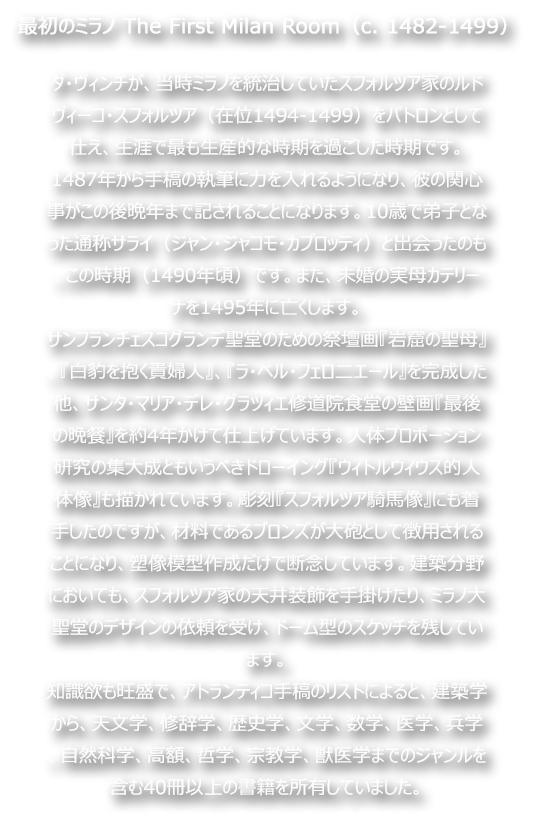 最初のミラノ The First Milan Room（c. 1482-1499）
ダ・ヴィンチが、当時ミラノを統治していたスフォルツア家のルド
ヴィーコ・スフォルツア（在位1494-1499）をパトロンとして
仕え、生涯で最も生産的な時期を過ごした時期です。
1487年から手稿の執筆に力を入れるようになり、彼の関心
事がこの後晩年まで記されることになります。10歳で弟子とな
った通称サライ（ジャン・ジャコモ・カプロッティ）と出会ったのも
、この時期（1490年頃）です。また、未婚の実母カテリー
ナを1495年に亡くします。
サンフランチェスコグランデ聖堂のための祭壇画『岩窟の聖母』
、『白豹を抱く貴婦人』、『ラ・ベル・フェロニエール』を完成した
他、サンタ・マリア・デレ・グラツィエ修道院食堂の壁画『最後
の晩餐』を約4年かけて仕上げています。人体プロポーション
研究の集大成ともいうべきドローイング『ウィトルウィウス的人
体像』も描かれています。彫刻『スフォルツア騎馬像』にも着
手したのですが、材料であるブロンズが大砲として徴用される
ことになり、塑像模型作成だけで断念しています。建築分野
においても、スフォルツア家の天井装飾を手掛けたり、ミラノ大
聖堂のデザインの依頼を受け、ドーム型のスケッチを残してい
ます。
知識欲も旺盛で、アトランティコ手稿のリストによると、建築学
から、天文学、修辞学、歴史学、文学、数学、医学、兵学
、自然科学、高額、哲学、宗教学、獣医学までのジャンルを
含む40冊以上の書籍を所有していました。